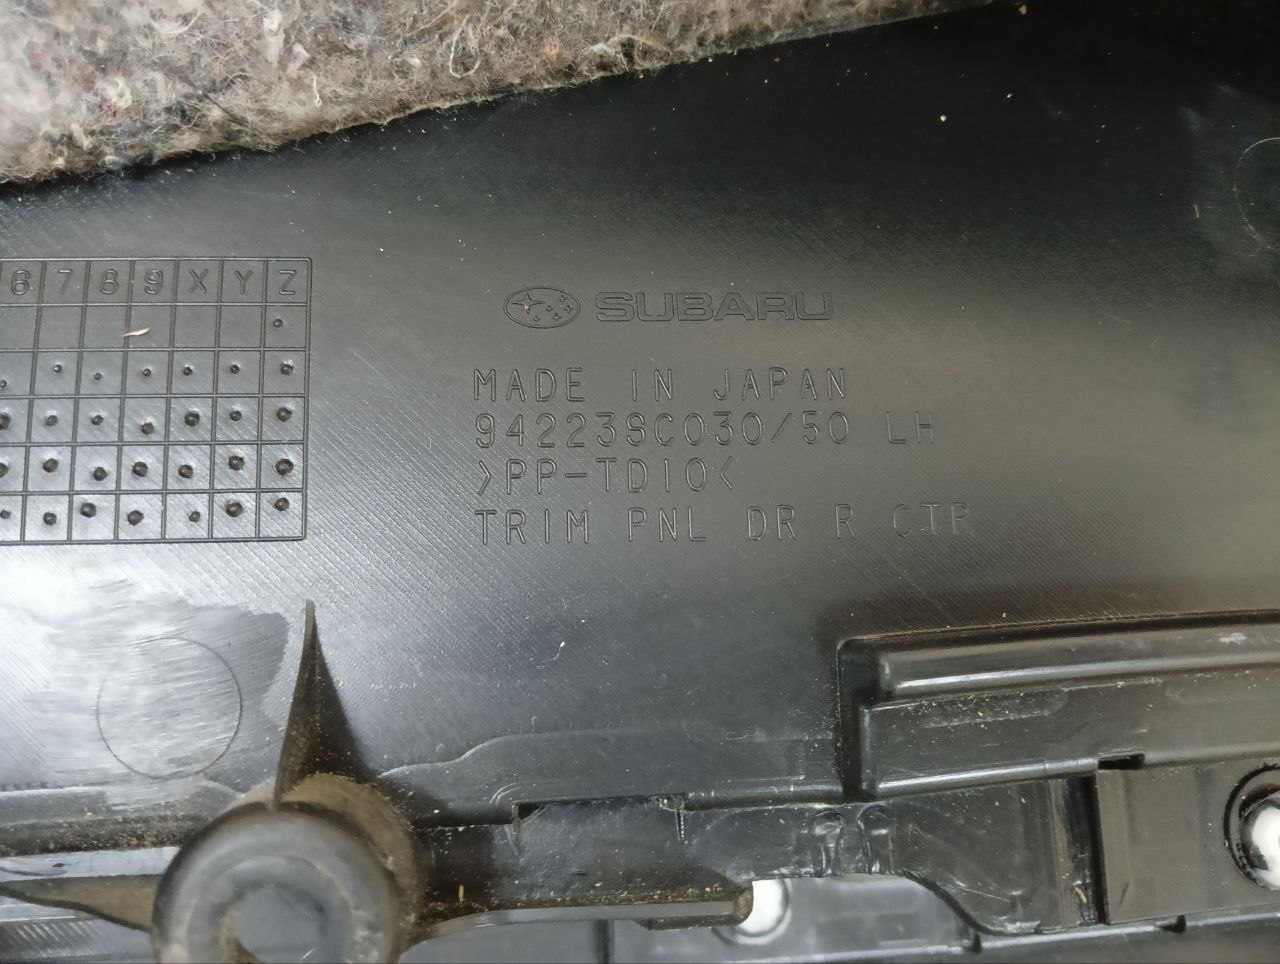 6 7 8 9 X Y Z
SUBARU
MADE IN JAPAN
94223SC030/50 LH
>PP-TD10<
TRIM PNL DR R CTR